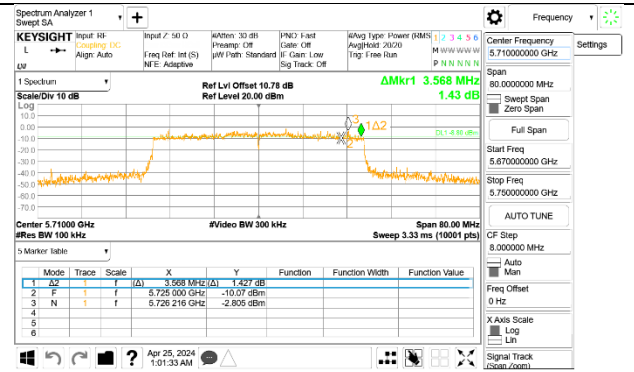 Spectrum Analyzer 1
Swept SA
Frequency
KEYSIGHT Input: RF Input Z: 50 Ω #Atten: 30 dB PNO: Fast #Avg Type: Power (RMS 1 2 3 4 5 6
L Coupling: DC Preamp: Off Gate: Off Avg|Hold: 20/20 M W W W W W
Align: Auto Freq Ref: Int (S) µW Path: Standard IF Gain: Low Trig: Free Run
NFE: Adaptive Sig Track: Off P N N N N N
1 Spectrum
Ref Lvl Offset 10.78 dB ΔMkr1 3.568 MHz
Scale/Div 10 dB Ref Level 20.00 dBm 1.43 dB
Log
10.0
0.00
-10.0
-20.0
-30.0
-40.0
-50.0
-60.0
-70.0
3
1Δ2
2
Center 5.71000 GHz #Video BW 300 kHz Span 80.00 MHz
#Res BW 100 kHz Sweep 3.33 ms (10001 pts)
5 Marker Table
Mode Trace Scale X Y Function Function Width Function Value
1 Δ2 1 f (Δ) 3.568 MHz (Δ) 1.427 dB
2 F 1 f 5.725 000 GHz -10.07 dBm
3 N 1 f 5.726 216 GHz -2.805 dBm
4
5
6
Apr 25, 2024
1:01:33 AM
Center Frequency
5.710000000 GHz
Settings
Span
80.0000000 MHz
Swept Span
Zero Span
Full Span
Start Freq
5.670000000 GHz
Stop Freq
5.750000000 GHz
AUTO TUNE
CF Step
8.000000 MHz
Auto
Man
Freq Offset
0 Hz
X Axis Scale
Log
Lin
Signal Track
(Span Zoom)